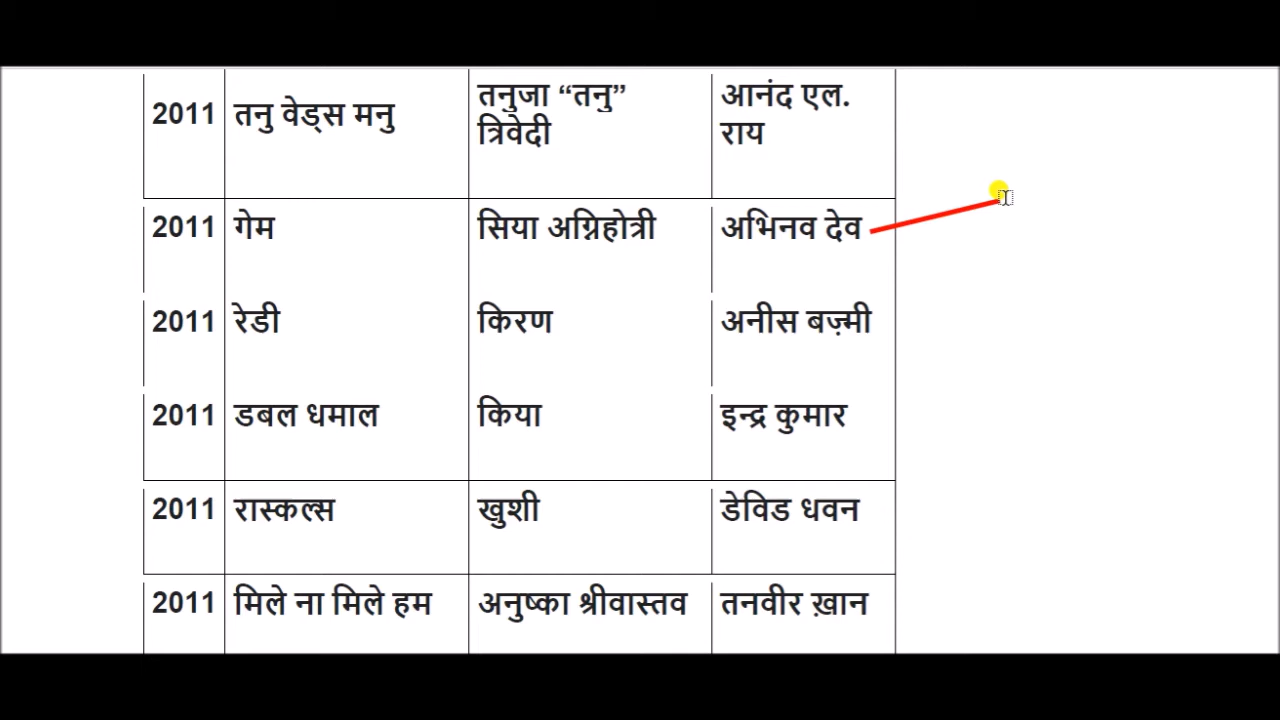 2011 तनु वेड्स मनु तनुजा “तनु” आनंद एल.
त्रिवेदी राय
2011 गेम सिया अग्निहोत्री अभिनव देव
2011 रेडी किरण अनीस बज़्मी
2011 डबल धमाल किया इन्द्र कुमार
2011 रास्कल्स खुशी डेविड धवन
2011 मिले ना मिले हम अनुष्का श्रीवास्तव तनवीर ख़ान